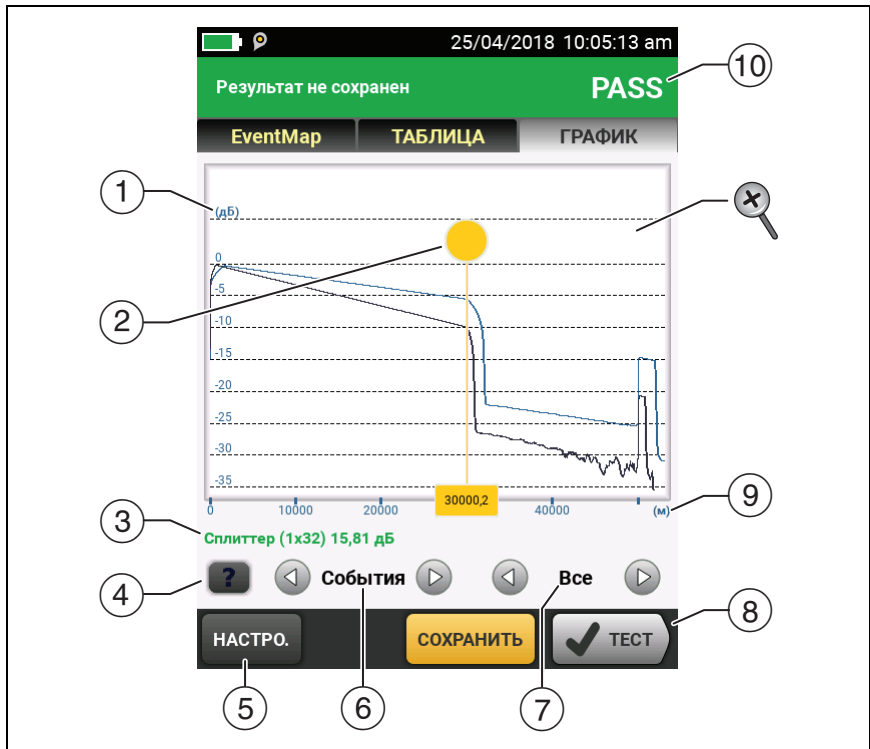 25/04/2018 10:05:13 am
Результат не сохранен PASS
EventMap ТАБЛИЦА ГРАФИК
(дБ)
0
-5
-10
-15
-20
-25
-30
-35
0 10000 20000 30000,2 40000 (м)
Сплиттер (1x32) 15,81 дБ
? События Все
НАСТРО. СОХРАНИТЬ ТЕСТ
1
2
3
4
5
6
7
8
9
10